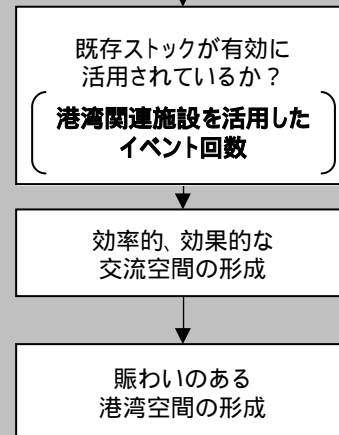 既存ストックが有効に
活用されているか？
港湾関連施設を活用した
イベント回数
効率的、効果的な
交流空間の形成
賑わいのある
港湾空間の形成